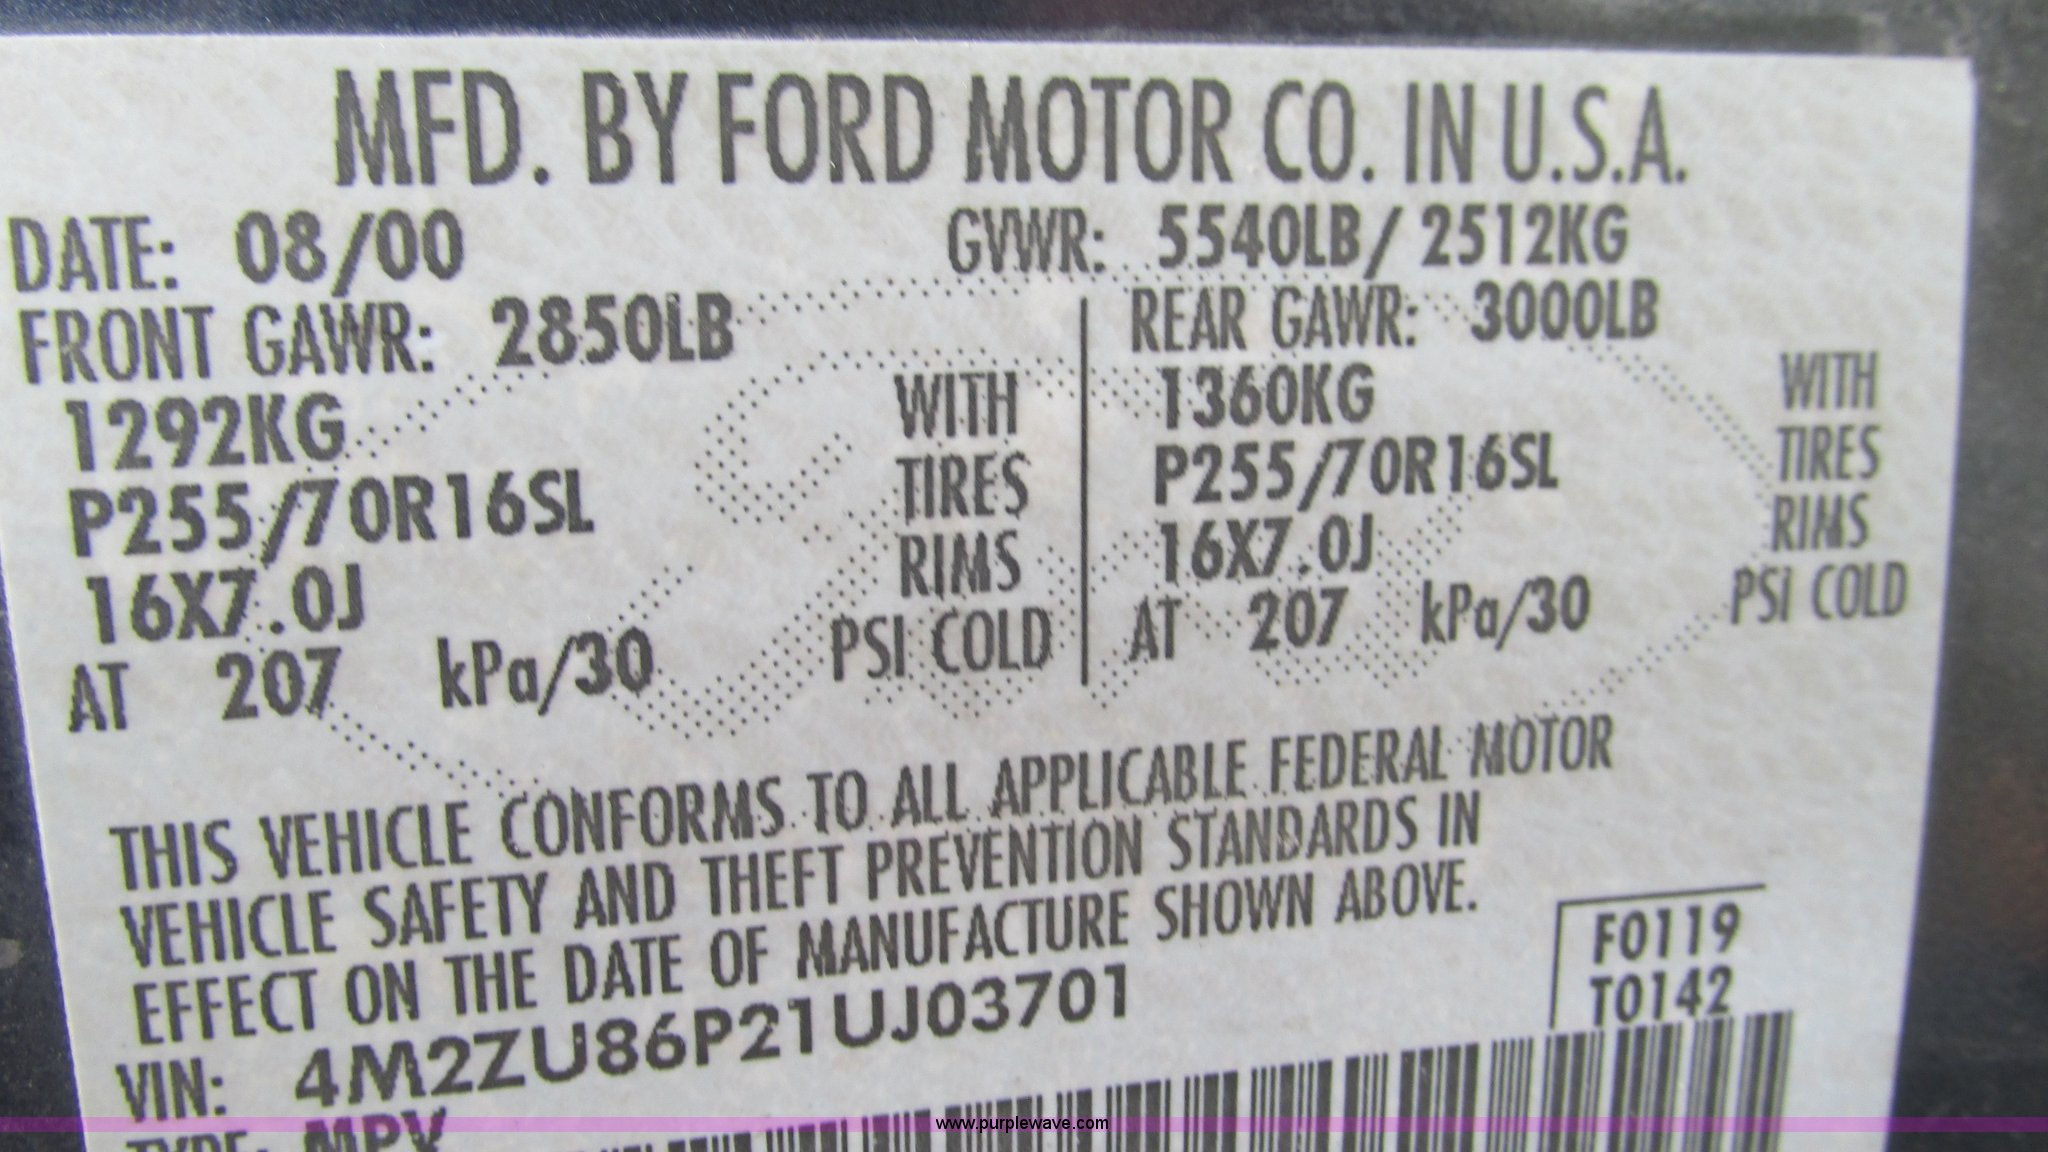 MFD. BY FORD MOTOR CO. IN U.S.A.
DATE: 08/00 GVWR: 5540LB/ 2512KG
FRONT GAWR: 2850LB REAR GAWR: 3000LB
1292KG WITH 1360KG WITH
P255/70R16SL TIRES P255/70R16SL TIRES
16X7.0J RIMS 16X7.0J RIMS
AT 207 kPa/30 PSI COLD AT 207 kPa/30 PSi COLD
THIS VEHICLE CONFORMS TO ALL APPLICABLE FEDERAL MOTOR
VEHICLE SAFETY AND THEFT PREVENTION STANDARDS IN
EFFECT ON THE DATE OF MANUFACTURE SHOWN ABOVE.
F0119
T0142
VIN: 4M2ZU86P21UJ03701
TYPE: MPV
www.purplewave.com